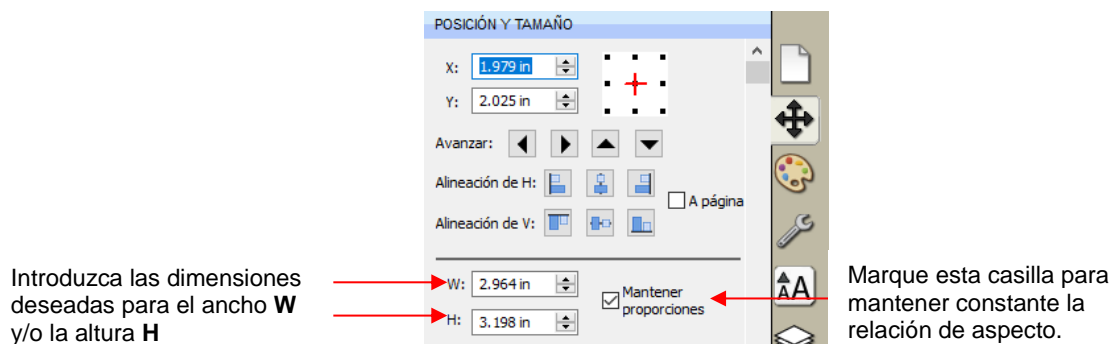 POSICIÓN Y TAMAÑO
X: 1.979 in
Y: 2.025 in
Avanzar:
Alineación de H:
A página
Alineación de V:
Introduzca las dimensiones
deseadas para el ancho W
y/o la altura H
W: 2.964 in
H: 3.198 in
Mantener
proporciones
AA
Marque esta casilla para
mantener constante la
relación de aspecto.